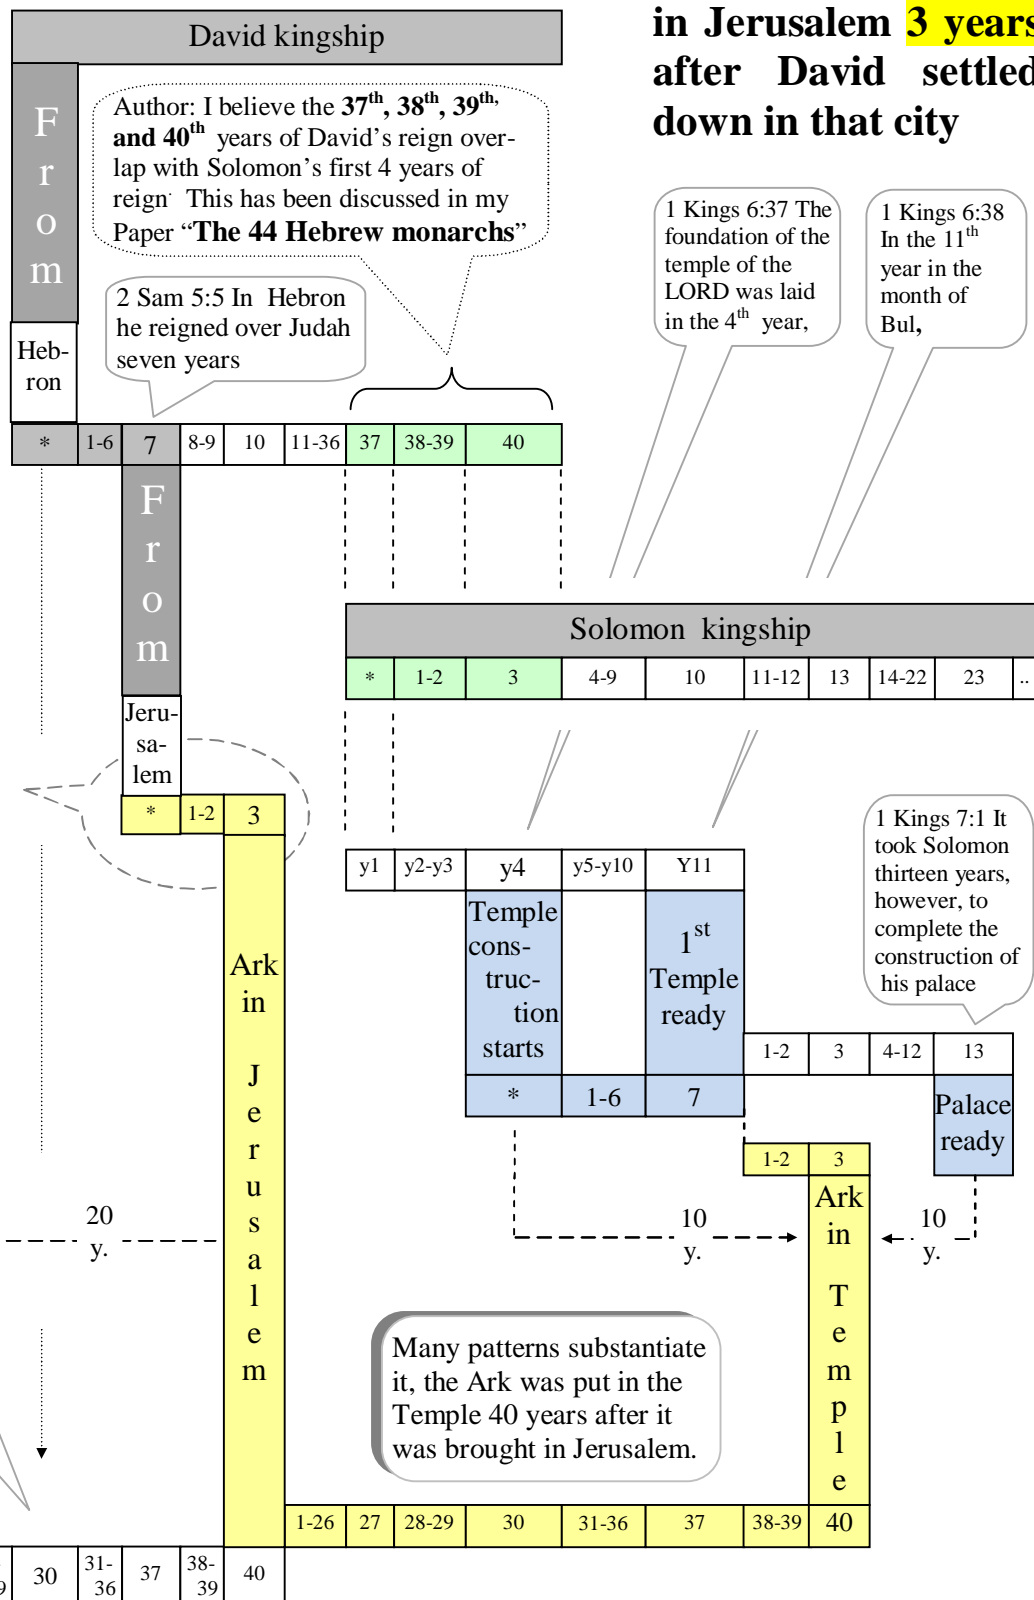 in Jerusalem 3 years
after David settled
down in that city
David kingship
From
Author: I believe the 37th, 38th, 39th,
and 40th years of David's reign over-
lap with Solomon's first 4 years of
reign. This has been discussed in my
Paper “The 44 Hebrew monarchs”
1 Kings 6:37 The
foundation of the
temple of the
LORD was laid
in the 4th year,
1 Kings 6:38
In the 11th
year in the
month of
Bul,
2 Sam 5:5 In Hebron
he reigned over Judah
seven years
Heb-
ron
* 1-6 7 8-9 10 11-36 37 38-39 40
From
Solomon kingship
* 1-2 3 4-9 10 11-12 13 14-22 23 ..
Jeru-
sa-
lem
* 1-2 3
1 Kings 7:1 It
took Solomon
thirteen years,
however, to
complete the
construction of
his palace
y1 y2-y3 y4 y5-y10 Y11
Temple
cons-
truc-
tion
starts
1st
Temple
ready
Ark
in
Jerusalem
1-2 3 4-12 13
* 1-6 7
Palace
ready
1-2 3
Ark
in
Temple
20
y.
10
y.
10
y.
Many patterns substantiate
it, the Ark was put in the
Temple 40 years after it
was brought in Jerusalem.
1-26 27 28-29 30 31-36 37 38-39 40
9 30 31-36 37 38-39 40